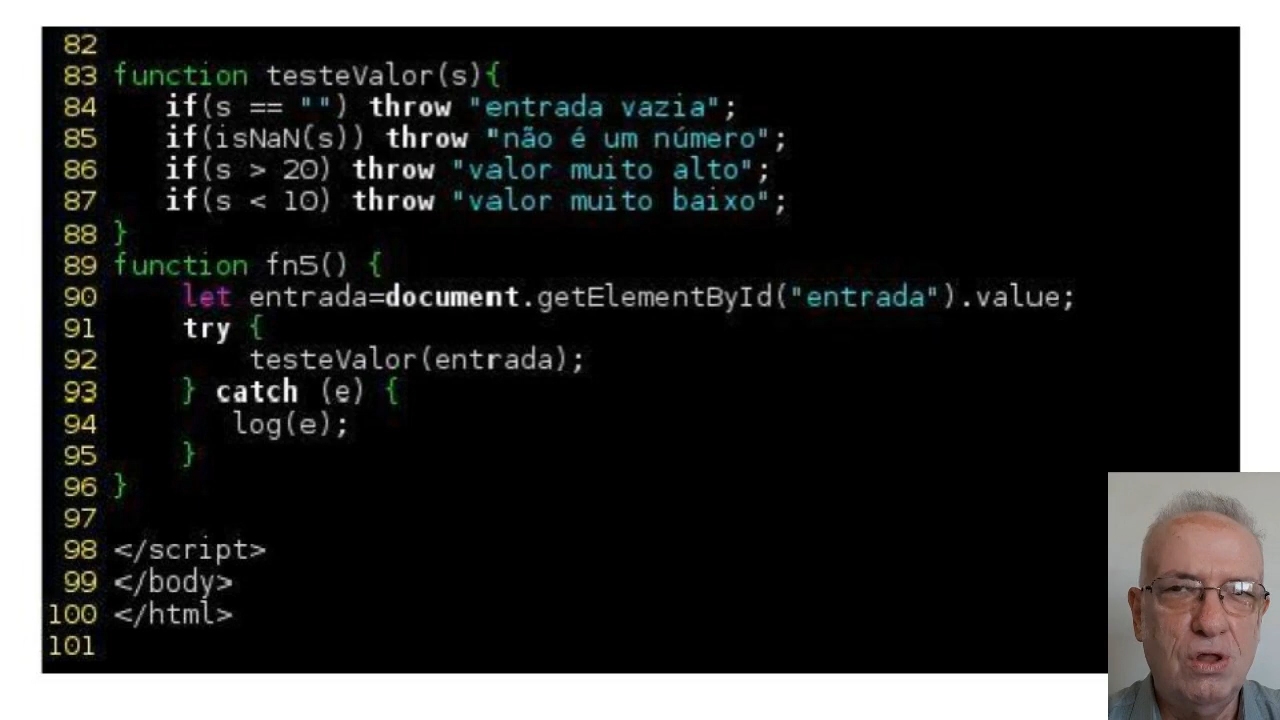 82
83 function testeValor(s){
84 if(s == "") throw "entrada vazia";
85 if(isNaN(s)) throw "não é um número";
86 if(s > 20) throw "valor muito alto";
87 if(s < 10) throw "valor muito baixo";
88 }
89 function fn5() {
90 let entrada=document.getElementById("entrada").value;
91 try {
92 testeValor(entrada);
93 } catch (e) {
94 log(e);
95 }
96 }
97
98 </script>
99 </body>
100 </html>
101